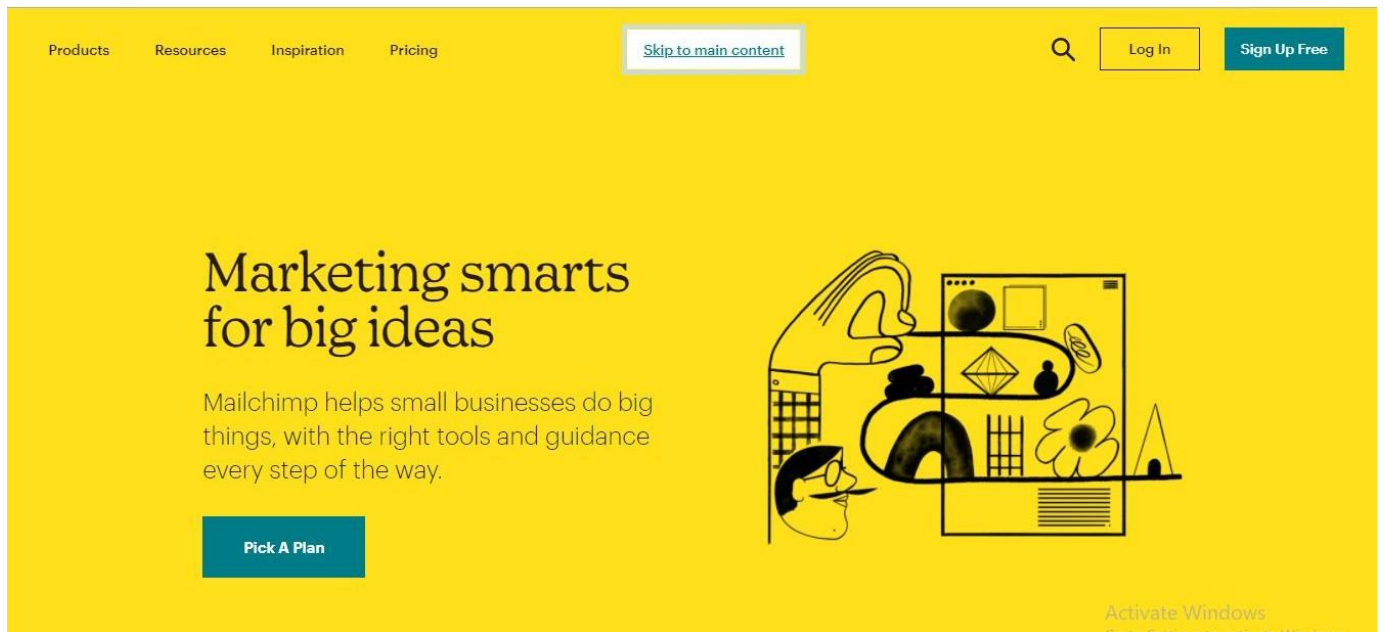 Products Resources Inspiration Pricing Skip to main content Log In Sign Up Free
Marketing smarts
for big ideas
Mailchimp helps small businesses do big
things, with the right tools and guidance
every step of the way.
Pick A Plan
Activate Windows